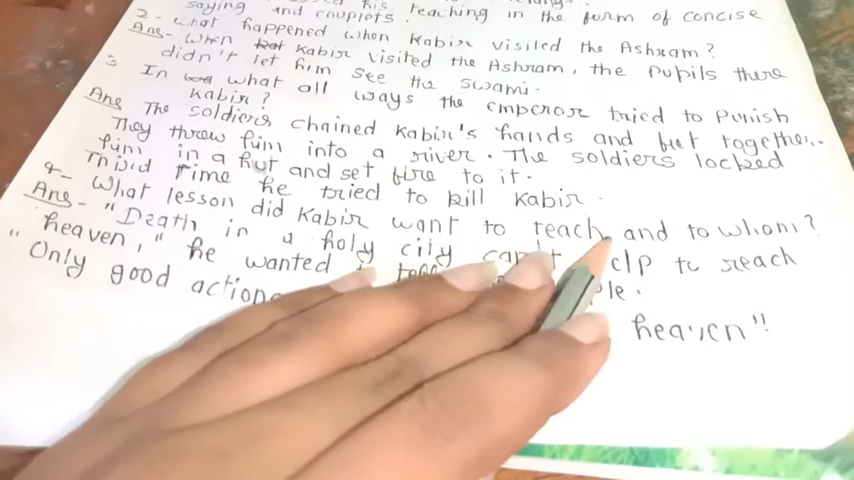 his teaching in the form of concise
saying and couplets.
2- what happened when Kabir visited the Ashram?
Ans- When Kabir visited the Ashram, the pupils there
didn't let him see the swami.
3 In what all ways the emperor tried to punish
Kabir?
Ans The soldiers chained Kabir's hands and feet together..
They threw him into a river. The soldiers locked
him in a hut and set fire to it.
Third time he tried to kill Kabir.
4- What lesson did Kabir want to teach and to whom?
Ans- "Death in a holy city can't help to reach
heaven," he wanted
"Only good action heaven"